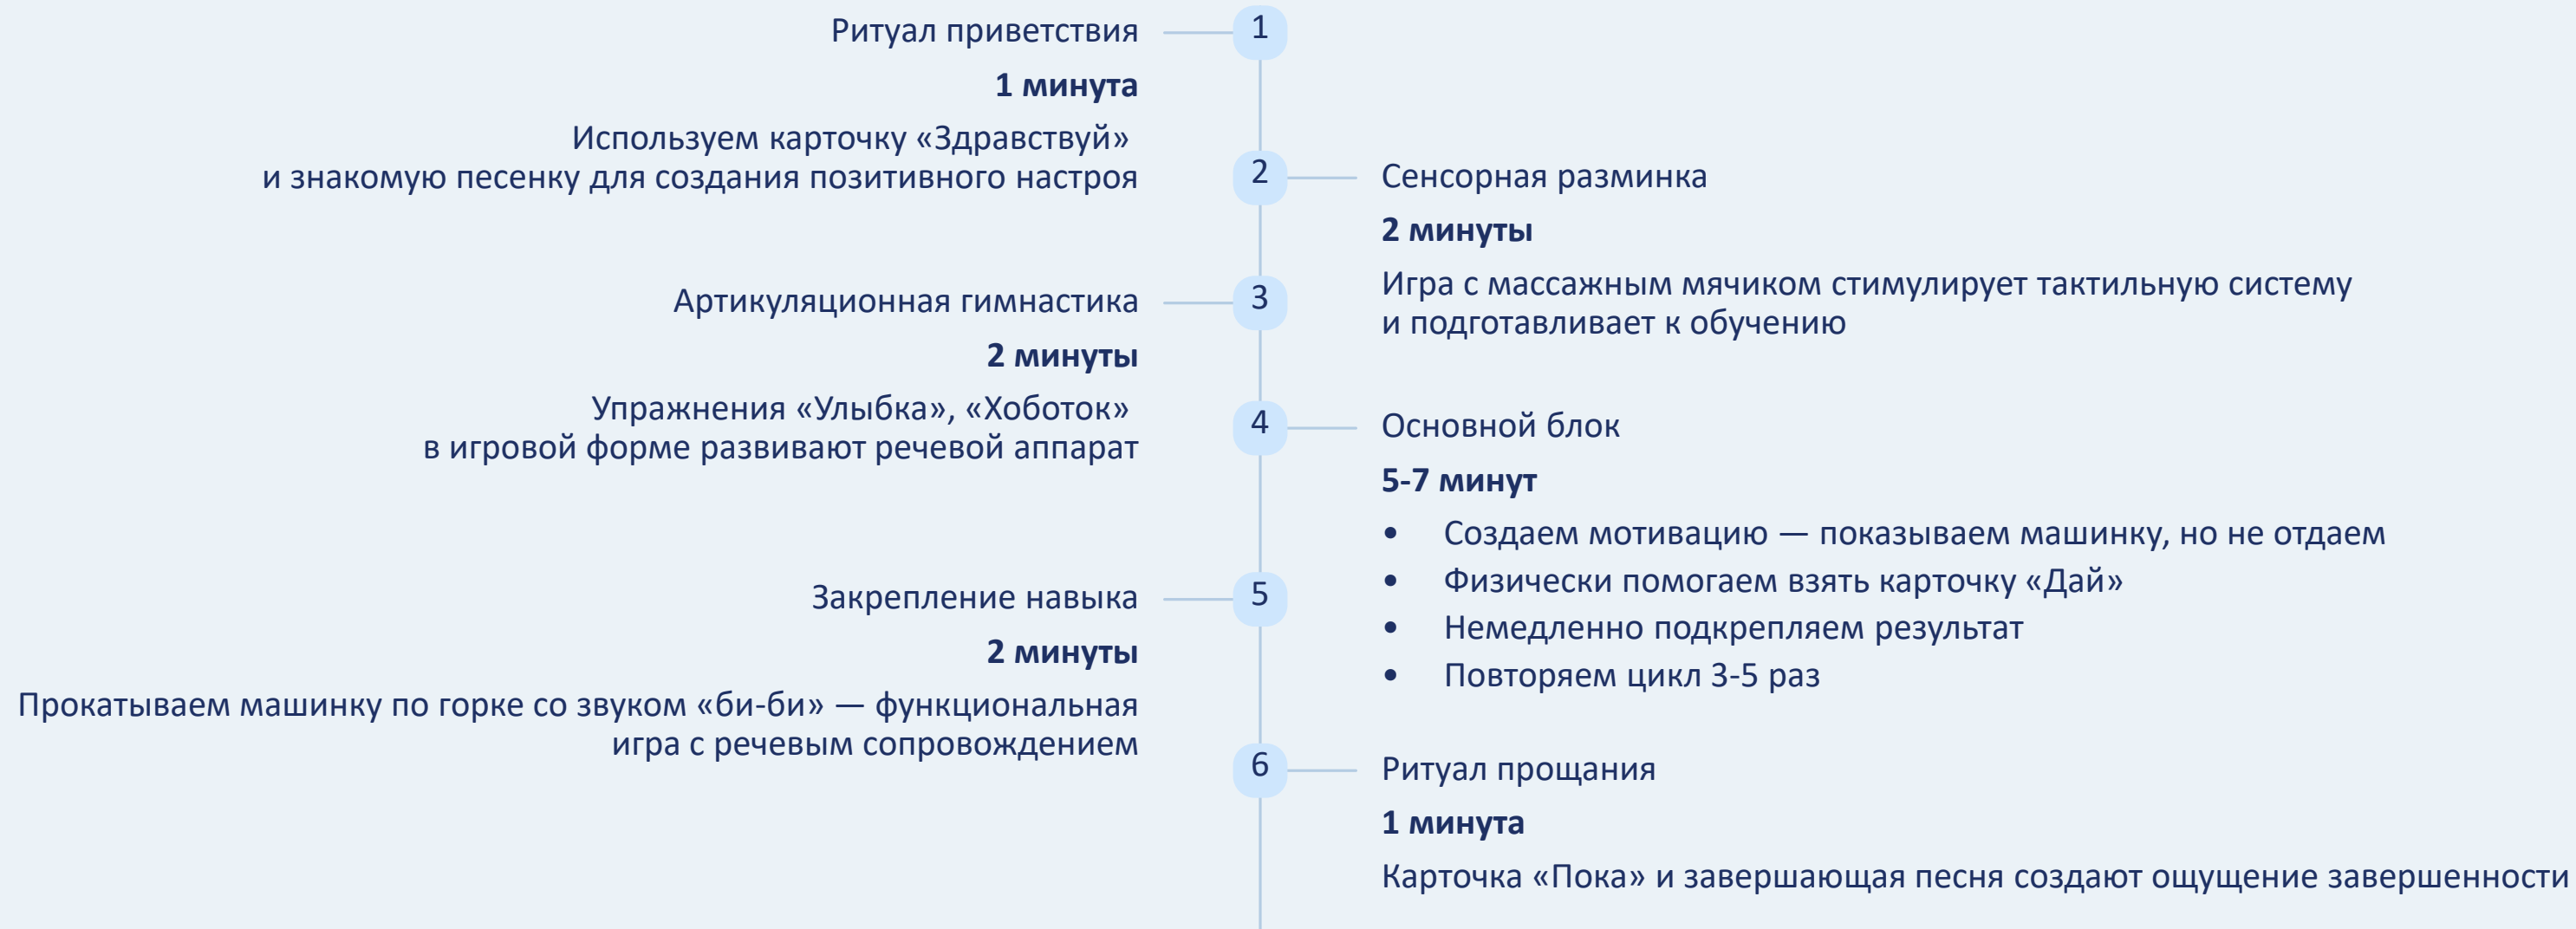 1
Ритуал приветствия
1 минута
Используем карточку «Здравствуй»
и знакомую песенку для создания позитивного настроя
2
Сенсорная разминка
2 минуты
Игра с массажным мячиком стимулирует тактильную систему
и подготавливает к обучению
3
Артикуляционная гимнастика
2 минуты
Упражнения «Улыбка», «Хоботок»
в игровой форме развивают речевой аппарат
4
Основной блок
5-7 минут
• Создаем мотивацию — показываем машинку, но не отдаем
• Физически помогаем взять карточку «Дай»
• Немедленно подкрепляем результат
• Повторяем цикл 3-5 раз
5
Закрепление навыка
2 минуты
Прокатываем машинку по горке со звуком «би-би» — функциональная
игра с речевым сопровождением
6
Ритуал прощания
1 минута
Карточка «Пока» и завершающая песня создают ощущение завершенности